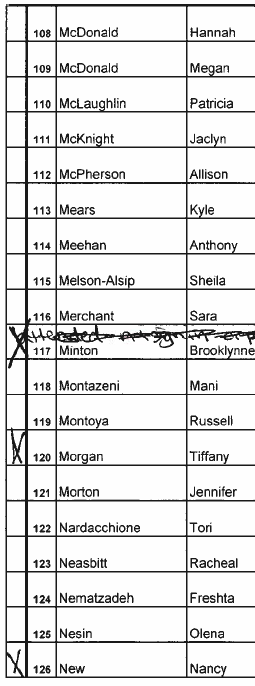 108 McDonald Hannah
109 McDonald Megan
110 McLaughlin Patricia
111 McKnight Jaclyn
112 McPherson Allison
113 Mears Kyle
114 Meehan Anthony
115 Melson-Alsip Sheila
116 Merchant Sara
X 117 Minton Brooklynne
118 Montazeni Mani
119 Montoya Russell
X 120 Morgan Tiffany
121 Morton Jennifer
122 Nardacchione Tori
123 Neasbitt Racheal
124 Nematzadeh Freshta
125 Nesin Olena
X 126 New Nancy